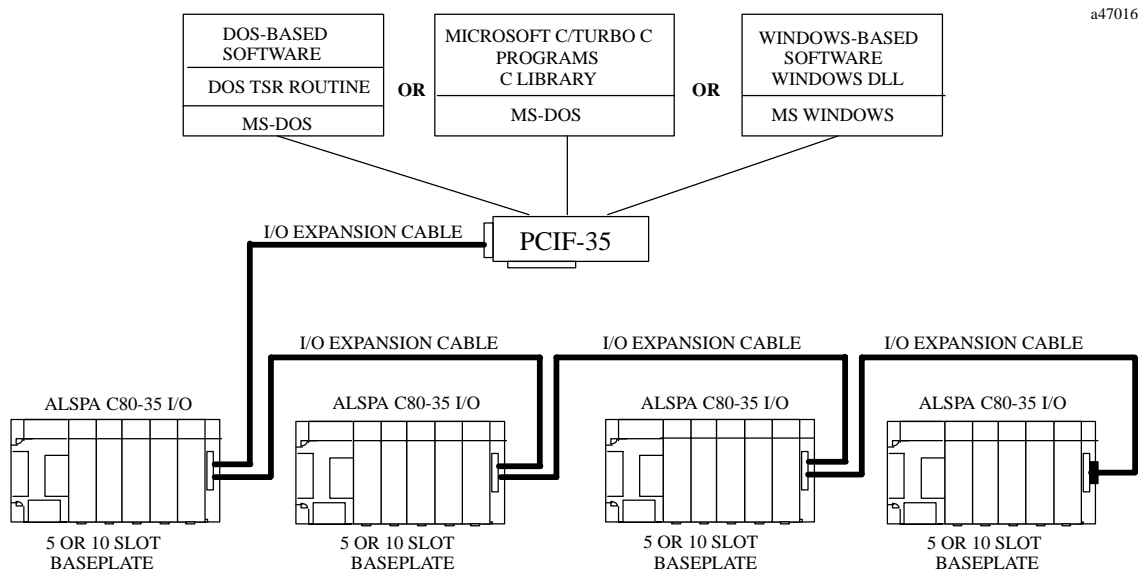 a47016
DOS-BASED
SOFTWARE
DOS TSR ROUTINE
MS-DOS
OR
MICROSOFT C/TURBO C
PROGRAMS
C LIBRARY
MS-DOS
OR
WINDOWS-BASED
SOFTWARE
WINDOWS DLL
MS WINDOWS
I/O EXPANSION CABLE
PCIF-35
I/O EXPANSION CABLE
I/O EXPANSION CABLE
I/O EXPANSION CABLE
ALSPA C80-35 I/O
ALSPA C80-35 I/O
ALSPA C80-35 I/O
ALSPA C80-35 I/O
5 OR 10 SLOT
BASEPLATE
5 OR 10 SLOT
BASEPLATE
5 OR 10 SLOT
BASEPLATE
5 OR 10 SLOT
BASEPLATE